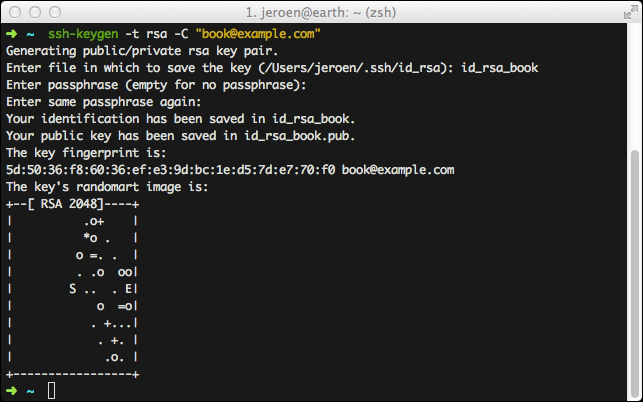 1. jeroen@earth: ~ (zsh)
➜ ~ ssh-keygen -t rsa -C "book@example.com"
Generating public/private rsa key pair.
Enter file in which to save the key (/Users/jeroen/.ssh/id_rsa): id_rsa_book
Enter passphrase (empty for no passphrase):
Enter same passphrase again:
Your identification has been saved in id_rsa_book.
Your public key has been saved in id_rsa_book.pub.
The key fingerprint is:
5d:50:36:f8:60:36:ef:e3:9d:bc:1e:d5:7d:e7:70:f0 book@example.com
The key's randomart image is:
+--[ RSA 2048]----+
|         .o+     |
|         *o .    |
|        o =. .   |
|        . .o  oo|
|       S ..  . E|
|           o  =o|
|          . +...|
|           . +. |
|            .o. |
+-----------------+
➜ ~